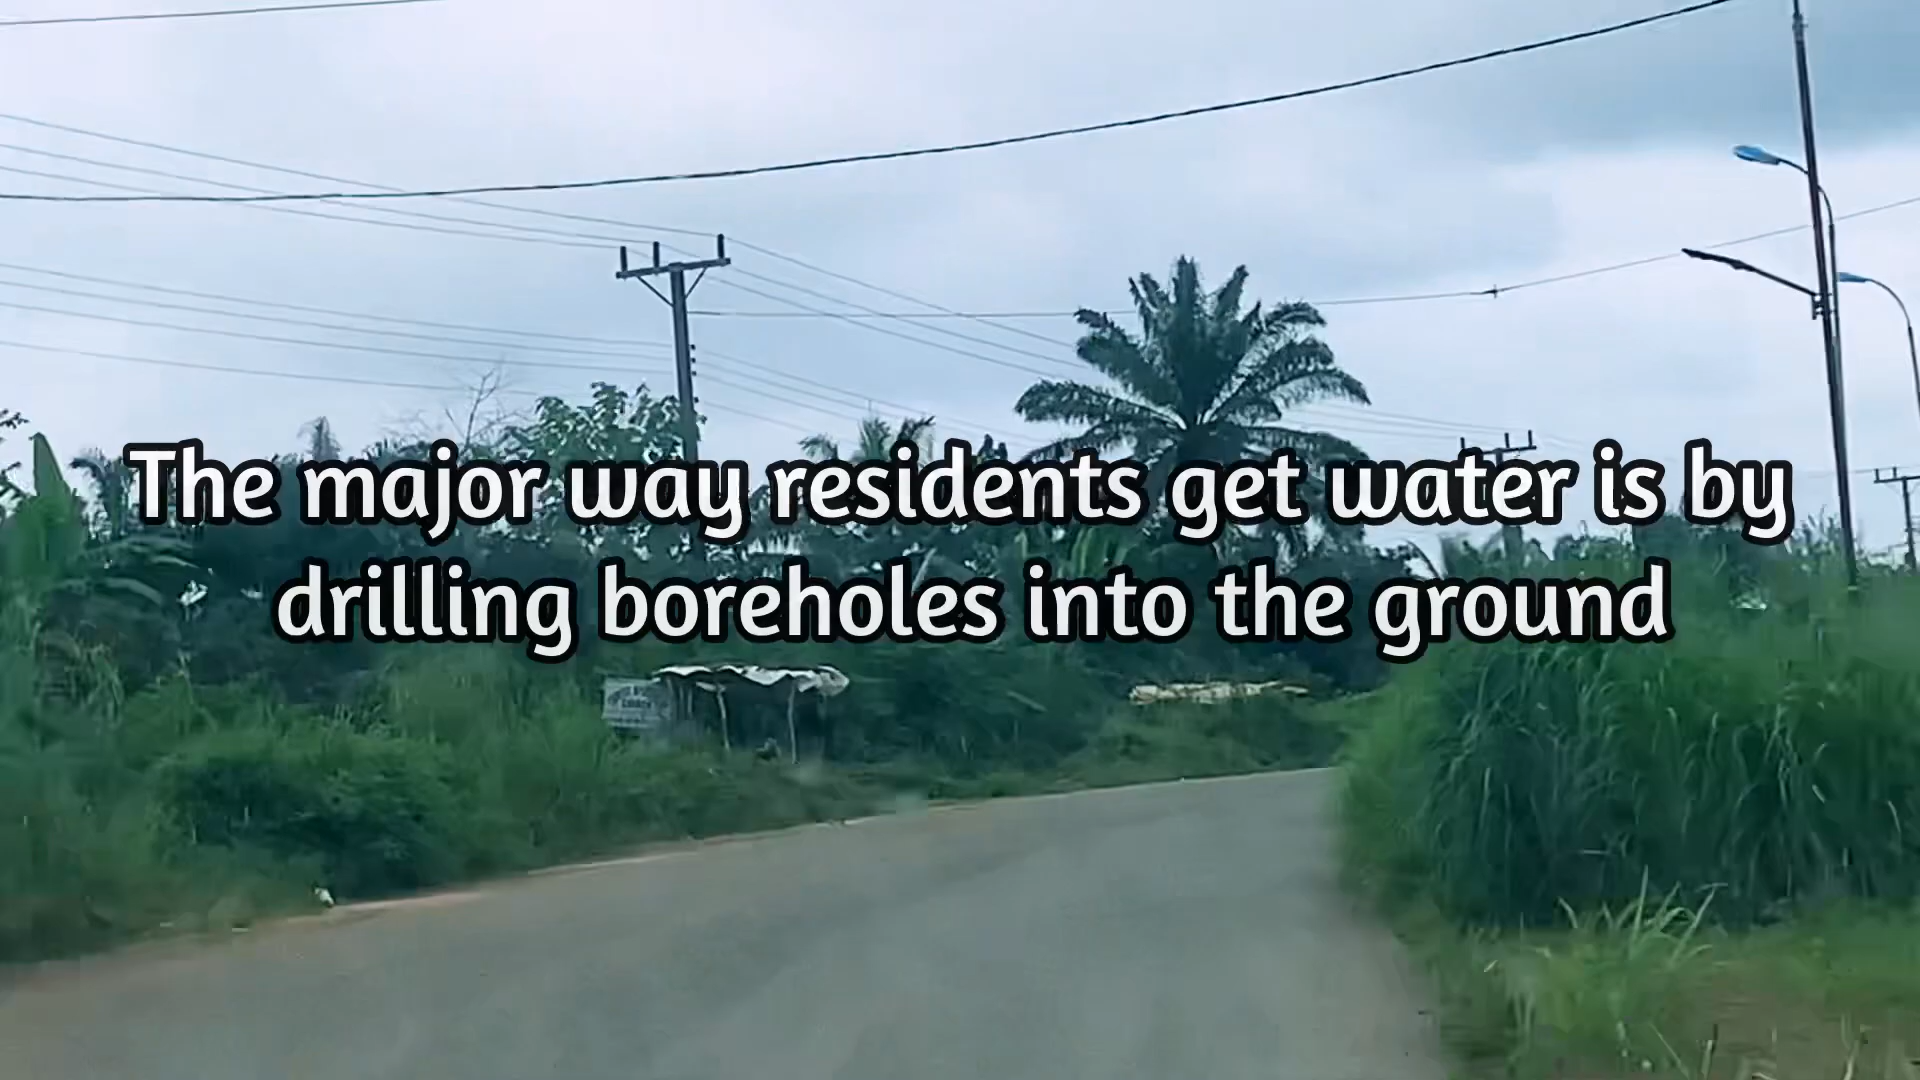 The major way residents get water is by
drilling boreholes into the ground